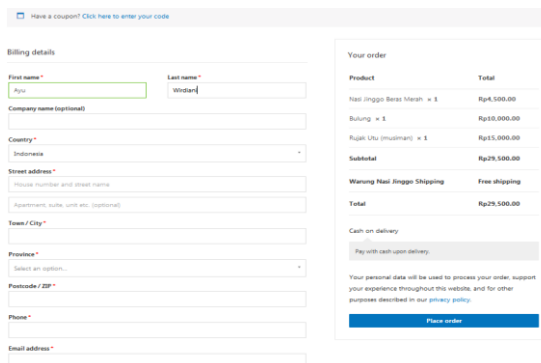 Have a coupon? Click here to enter your code
Billing details
First name *
Last name *
Ayu
Wirdiani
Company name (optional)
Country *
Indonesia
Street address *
House number and street name
Apartment, suite, unit etc. (optional)
Town / City *
Province *
Select an option...
Postcode / ZIP *
Phone *
Email address *
Your order
Product Total
Nasi Jinggo Beras Merah × 1 Rp4,500.00
Bulung × 1 Rp10,000.00
Rujak Utu (musiman) × 1 Rp15,000.00
Subtotal Rp29,500.00
Warung Nasi Jinggo Shipping Free shipping
Total Rp29,500.00
Cash on delivery
Pay with cash upon delivery.
Your personal data will be used to process your order, support
your experience throughout this website, and for other
purposes described in our privacy policy.
Place order